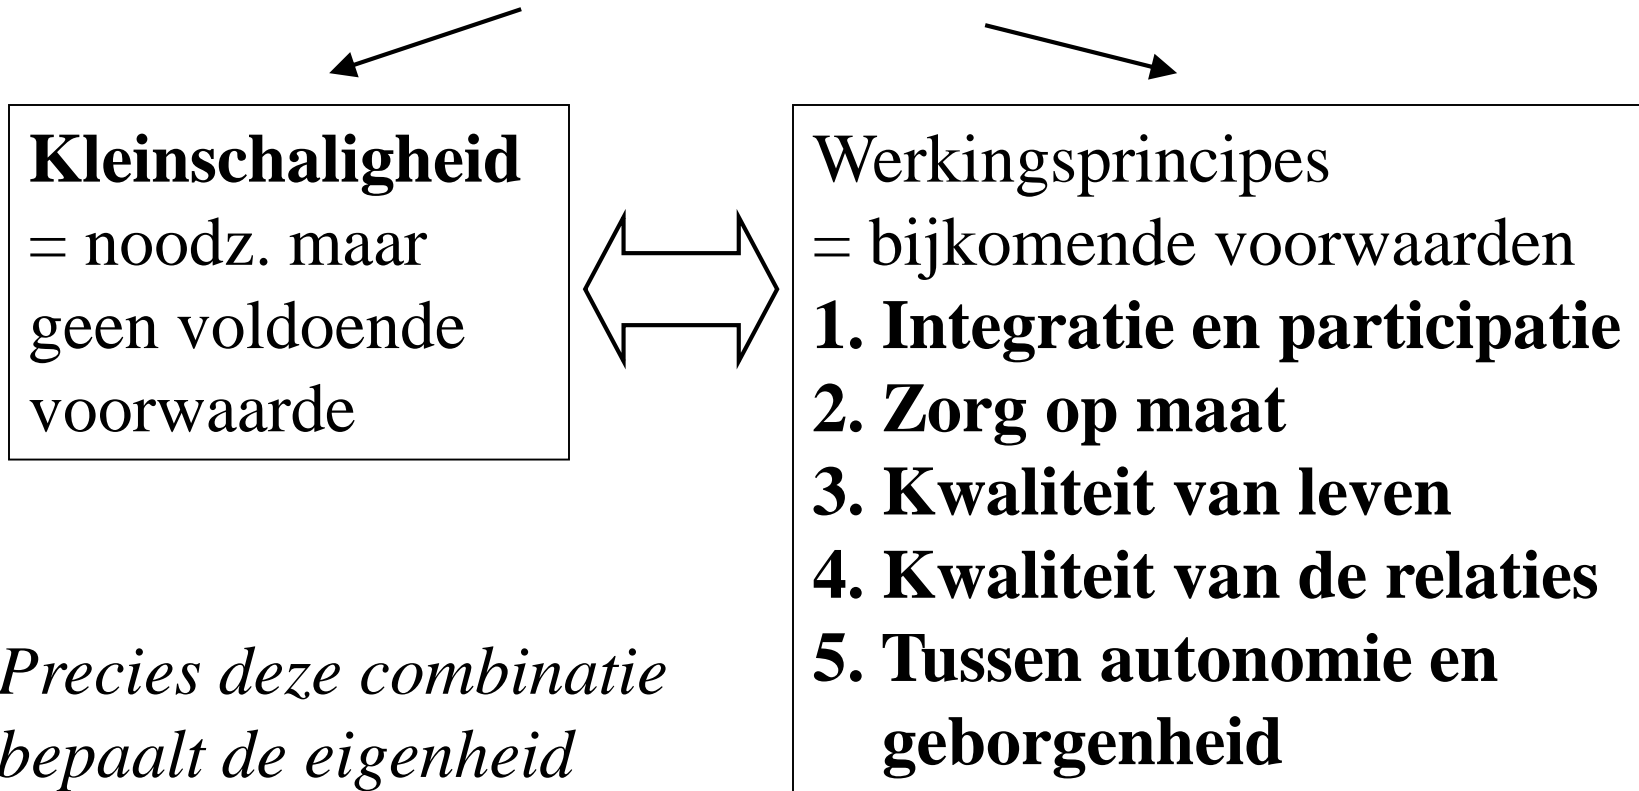 Kleinschaligheid
= noodz. maar
geen voldoende
voorwaarde
Werkingsprincipes
= bijkomende voorwaarden
1. Integratie en participatie
2. Zorg op maat
3. Kwaliteit van leven
4. Kwaliteit van de relaties
5. Tussen autonomie en
geborgenheid
Precies deze combinatie
bepaalt de eigenheid